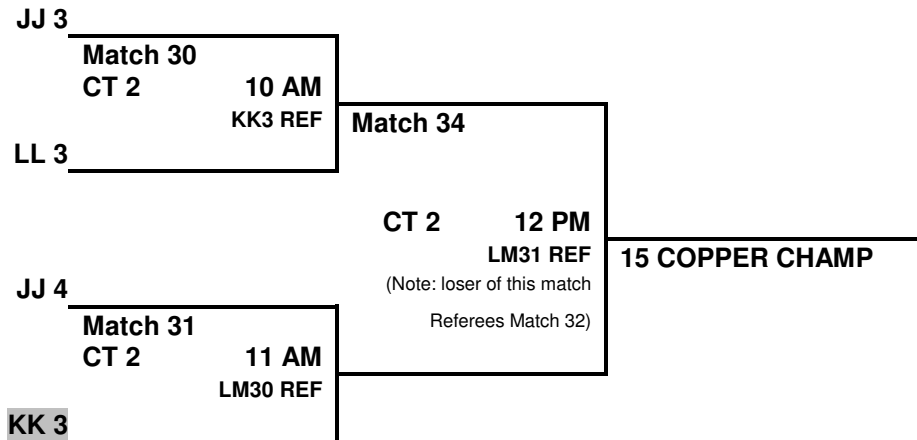 JJ 3
Match 30
CT 2 10 AM
KK3 REF
Match 34
LL 3
CT 2 12 PM
LM31 REF
15 COPPER CHAMP
(Note: loser of this match
Referees Match 32)
JJ 4
Match 31
CT 2 11 AM
LM30 REF
KK 3